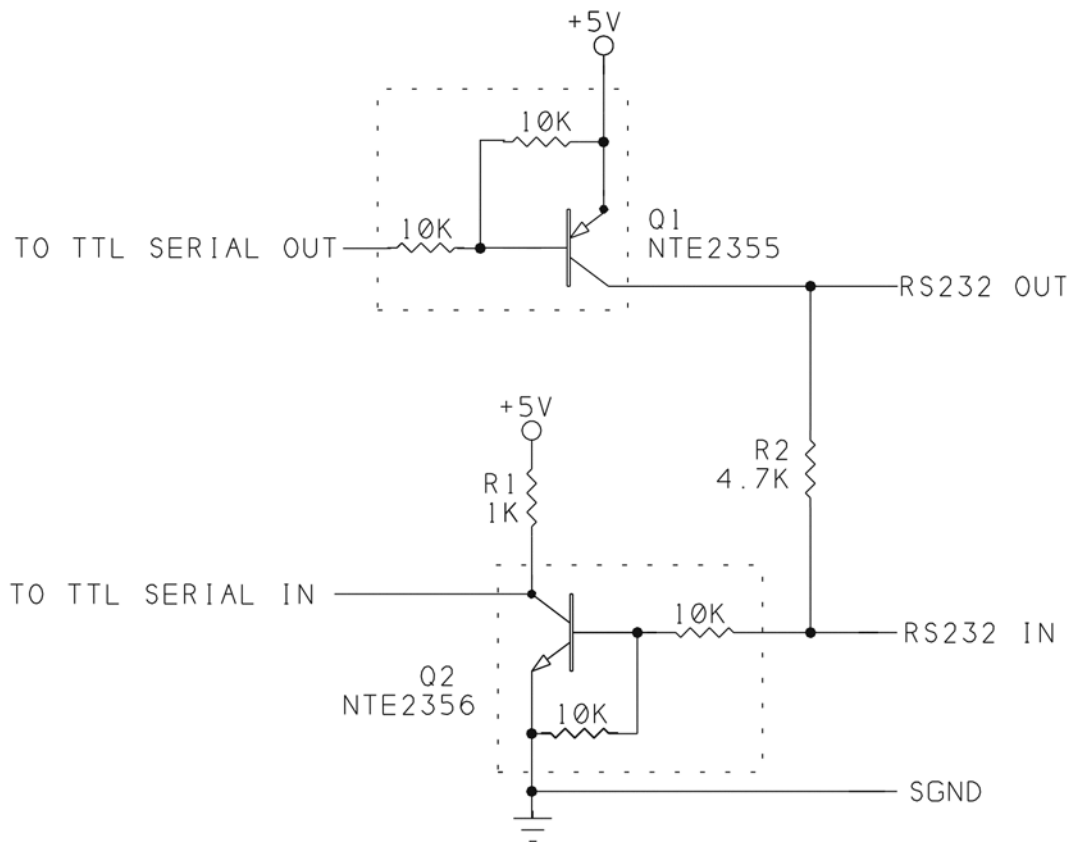 +5V
10K
10K
Q1
NTE2355
TO TTL SERIAL OUT
RS232 OUT
+5V
R1
1K
R2
4.7K
TO TTL SERIAL IN
10K
RS232 IN
Q2
NTE2356
10K
SGND